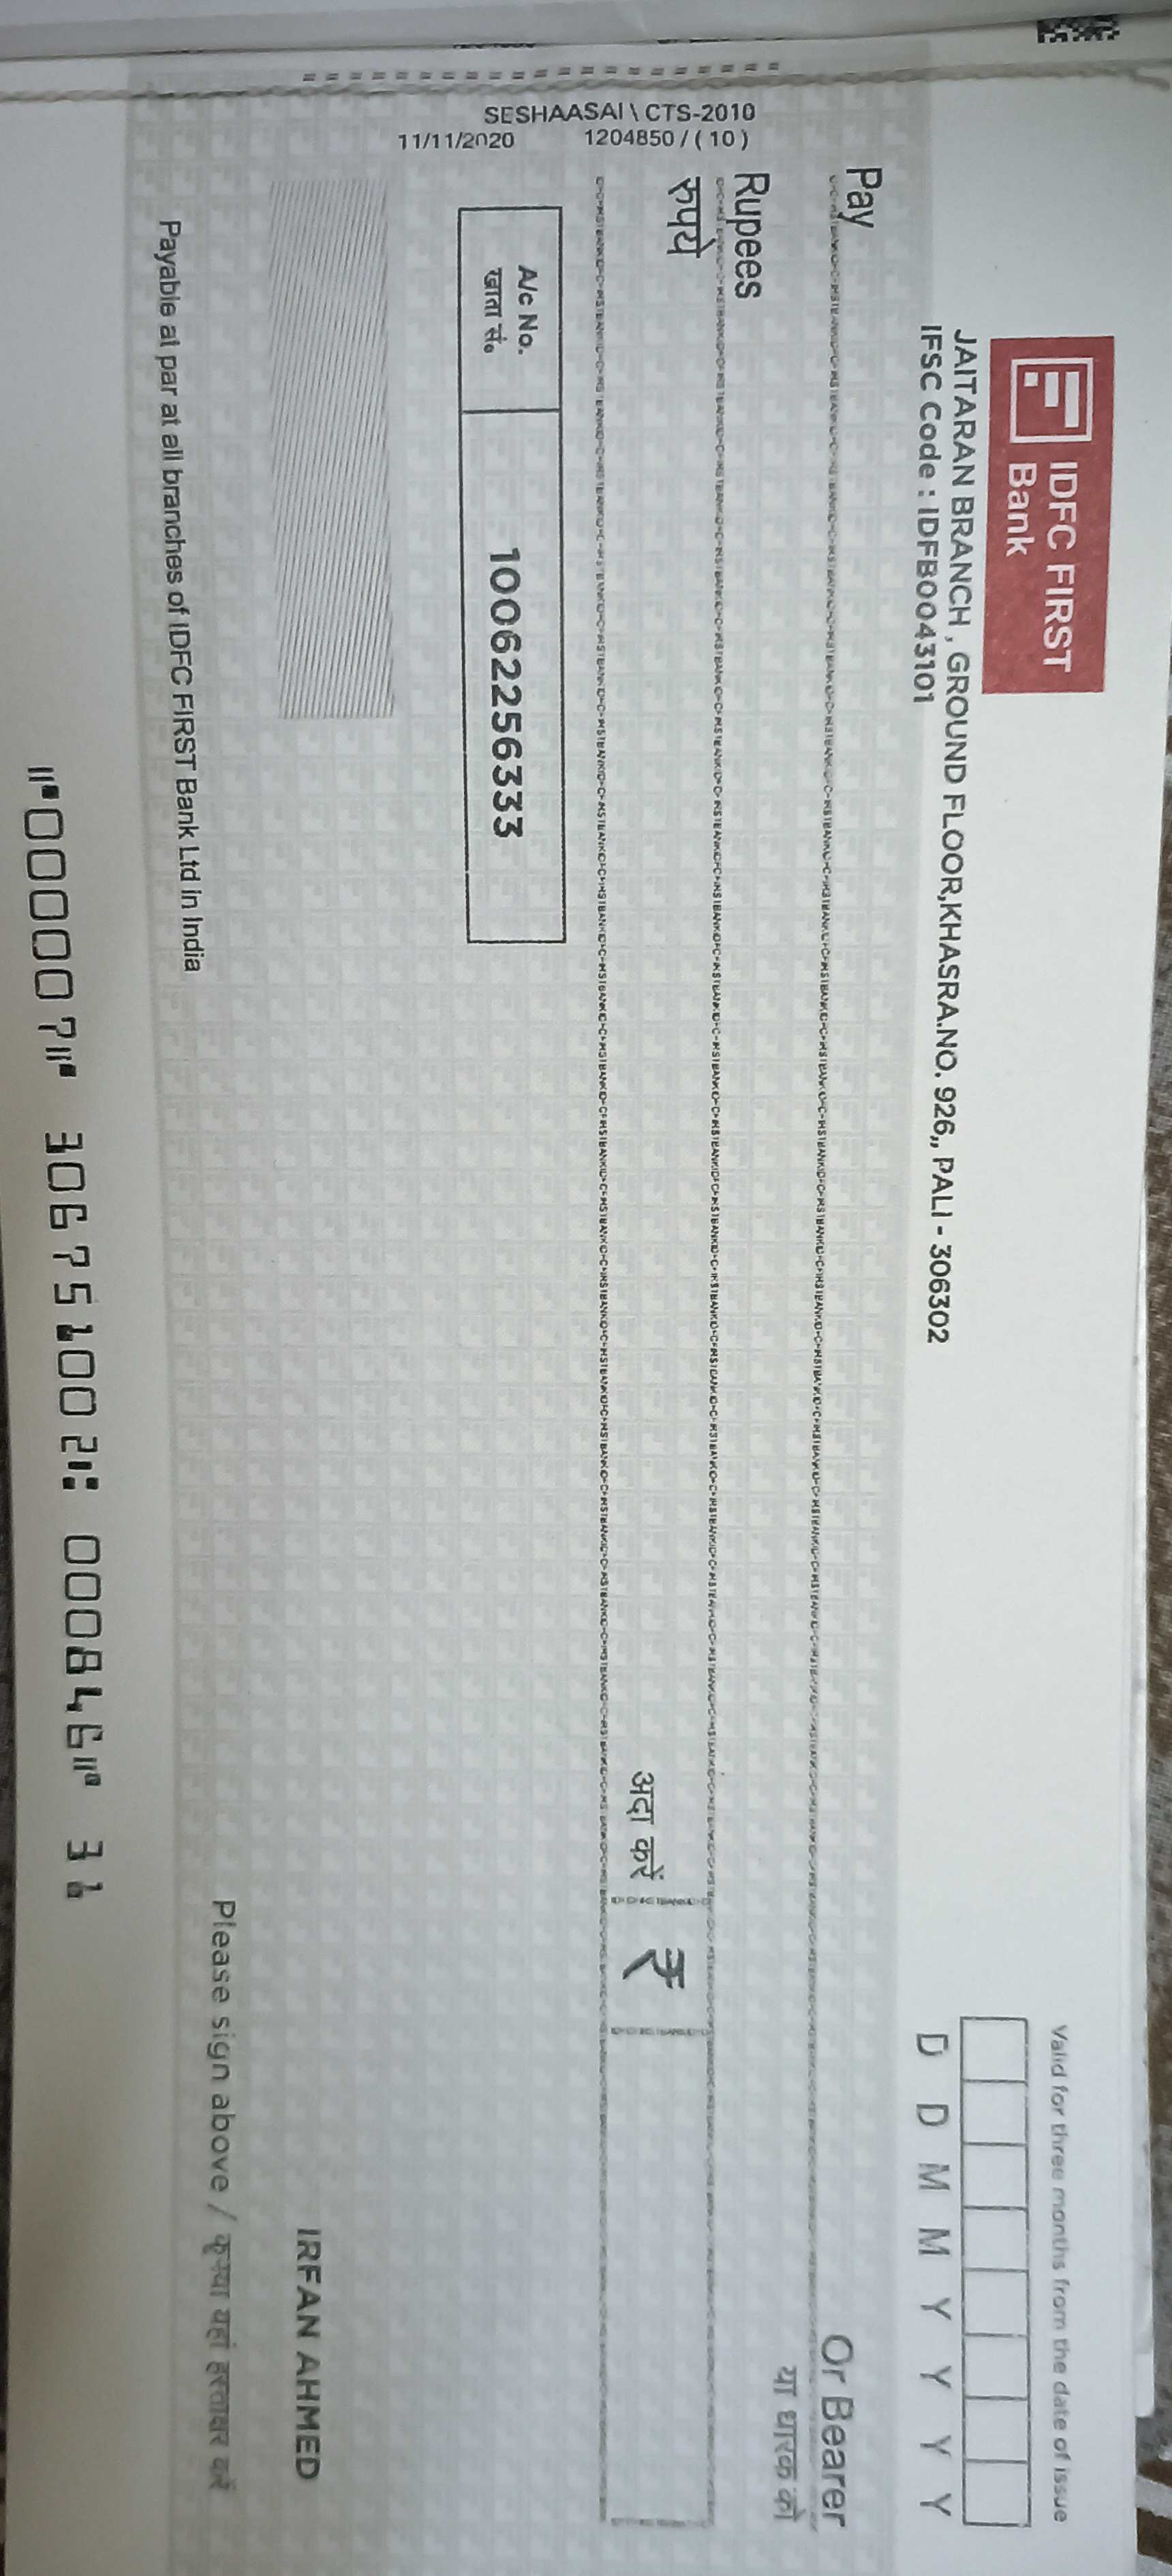 IDFC FIRST
Bank
JAITARAN BRANCH , GROUND FLOOR,KHASRA.NO. 926,, PALI - 306302
IFSC Code : IDFB0043101
Valid for three months from the date of issue
D D M M Y Y Y Y
Pay
Or Bearer
या धारक को
Rupees
रुपये
अदा करें
₹
A/c No.
खाता सं॰
10062256333
SESHAASAI \ CTS-2010
1204850 / ( 10 )
11/11/2020
IRFAN AHMED
Please sign above / कृपया यहां हस्ताक्षर करें
Payable at par at all branches of IDFC FIRST Bank Ltd in India
⑈000007⑈ 306751002⑆ 000846⑈ 31